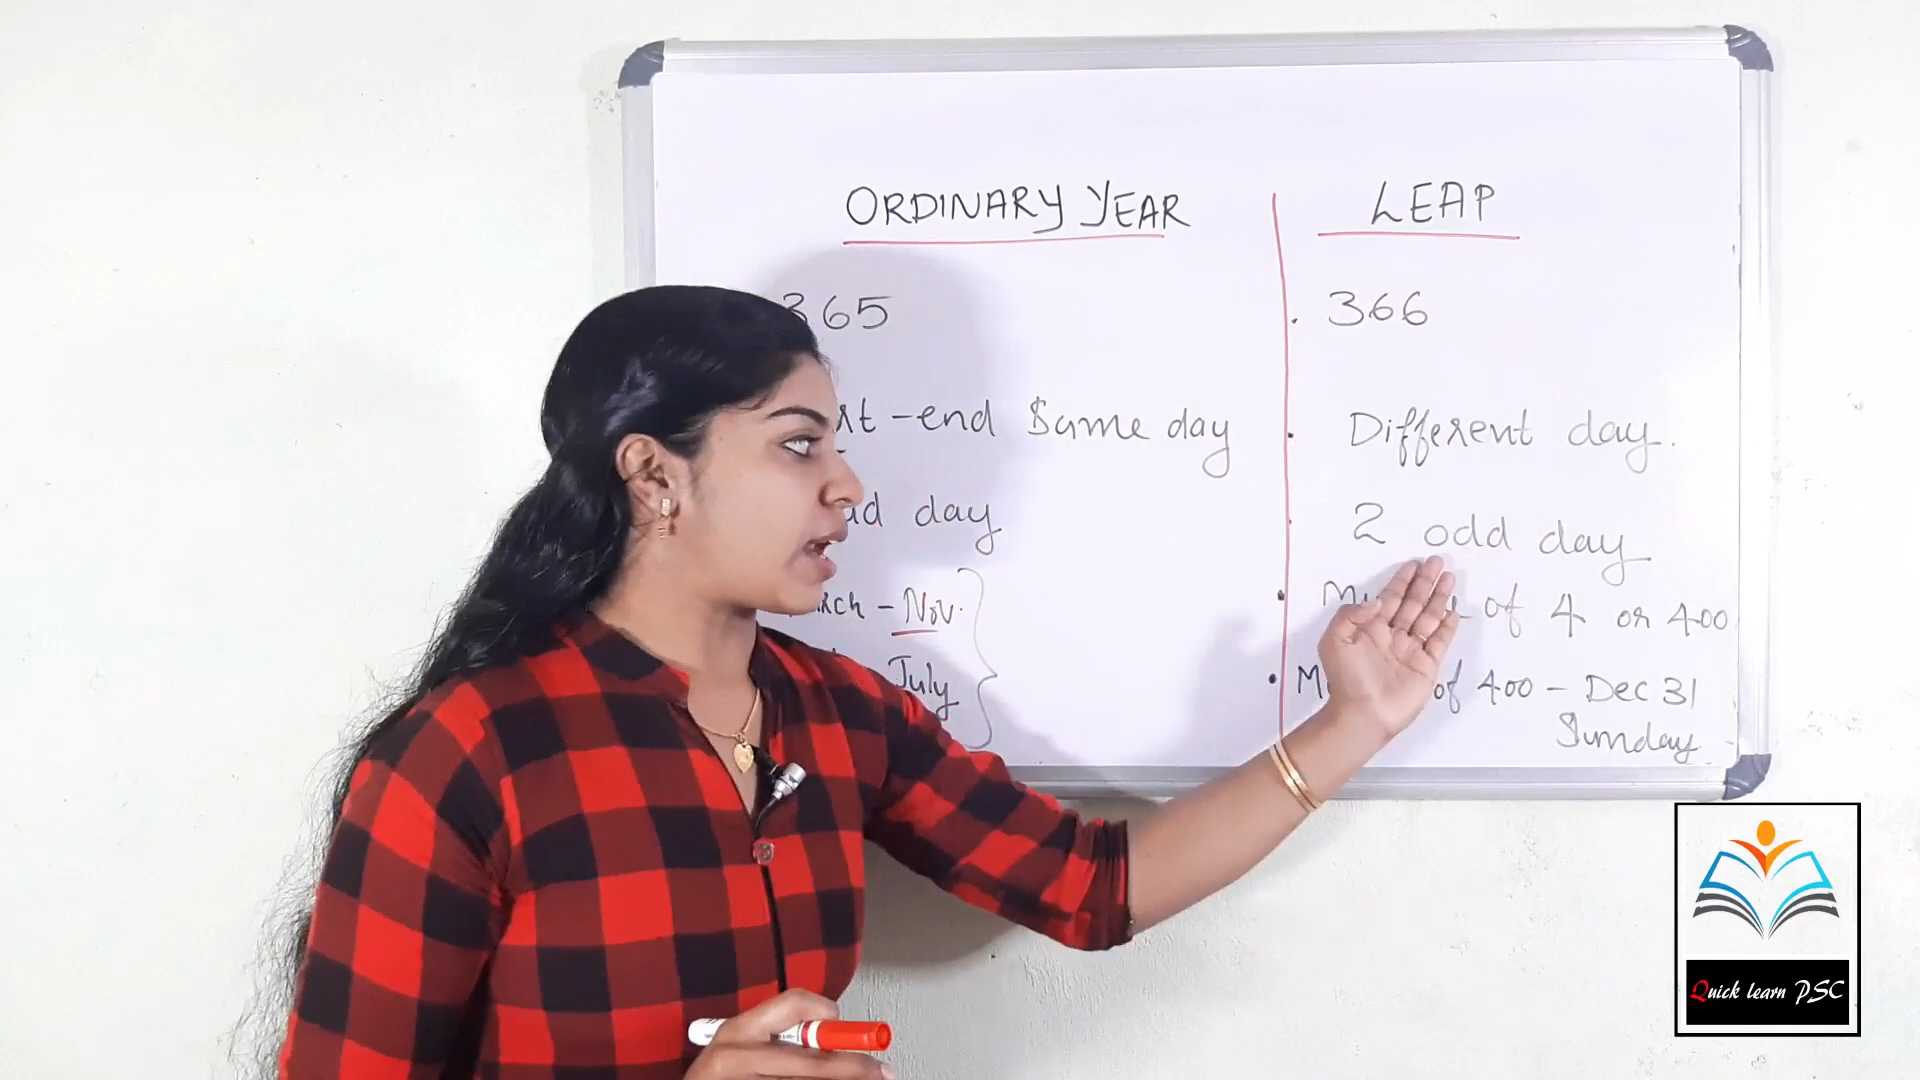 ORDINARY YEAR
LEAP
365
. 366
-end Same day
. Different day.
day
. 2 odd day
- Nov.
. of 4 or 400
July
. of 400 - Dec 31
Sunday
Quick learn PSC